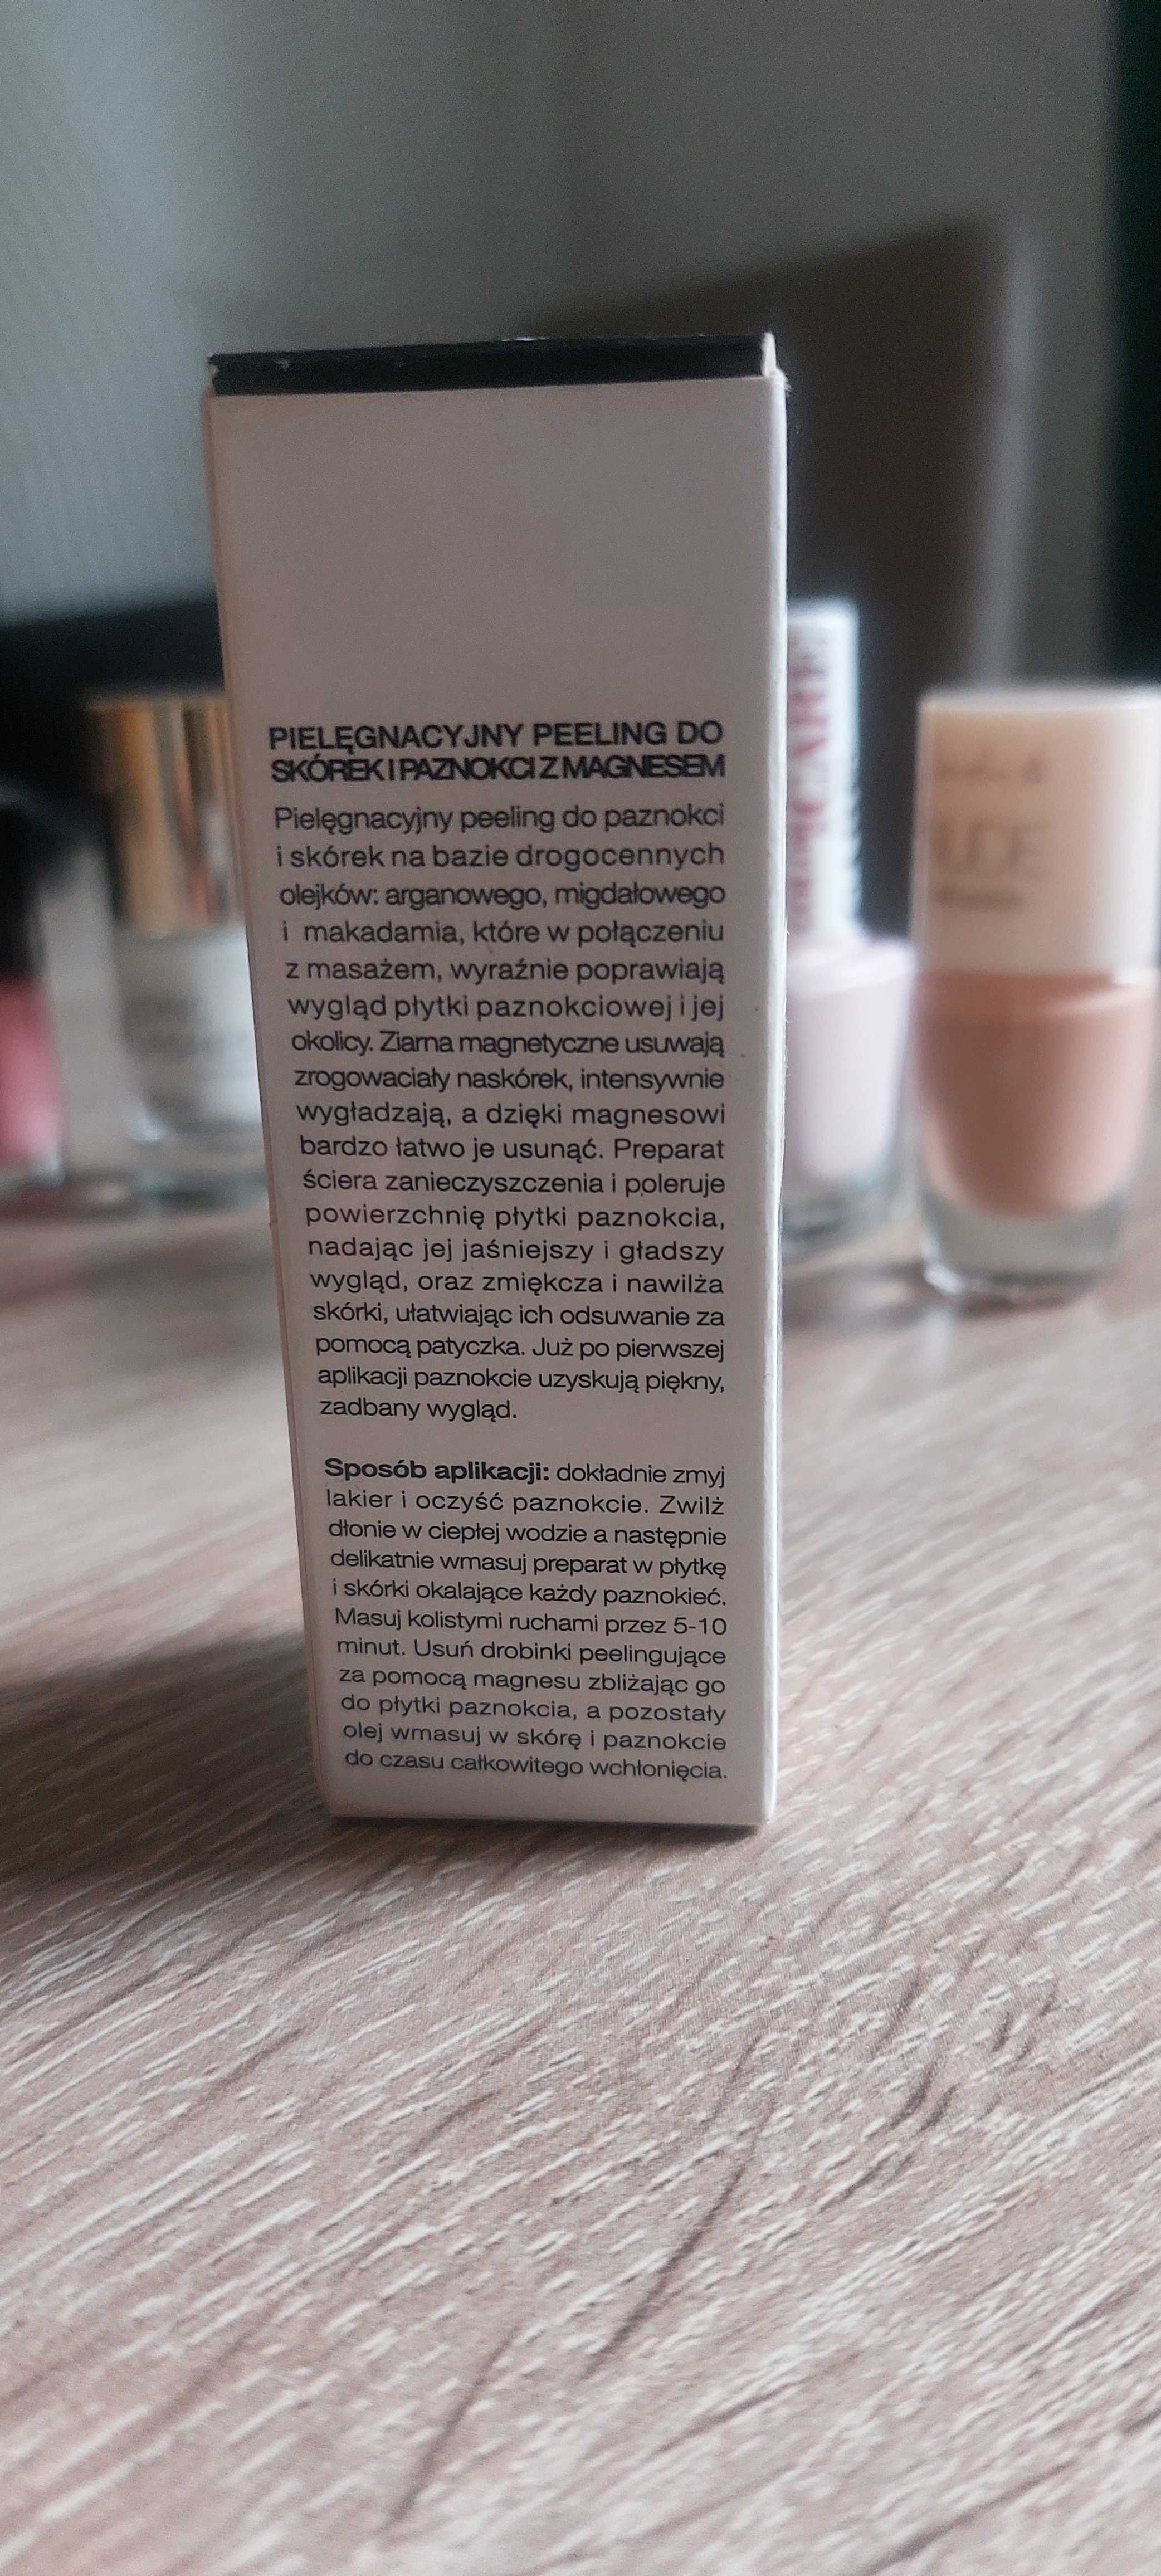 PIELĘGNACYJNY PEELING DO
SKÓREK I PAZNOKCI Z MAGNESEM
Pielęgnacyjny peeling do paznokci
i skórek na bazie drogocennych
olejków: arganowego, migdałowego
i makadamia, które w połączeniu
z masażem, wyraźnie poprawiają
wygląd płytki paznokciowej i jej
okolicy. Ziarna magnetyczne usuwają
zrogowaciały naskórek, intensywnie
wygładzają, a dzięki magnesowi
bardzo łatwo je usunąć. Preparat
ściera zanieczyszczenia i poleruje
powierzchnię płytki paznokcia,
nadając jej jaśniejszy i gładszy
wygląd, oraz zmiękcza i nawilża
skórki, ułatwiając ich odsuwanie za
pomocą patyczka. Już po pierwszej
aplikacji paznokcie uzyskują piękny,
zadbany wygląd.
Sposób aplikacji: dokładnie zmyj
lakier i oczyść paznokcie. Zwilż
dłonie w ciepłej wodzie a następnie
delikatnie wmasuj preparat w płytkę
i skórki okalające każdy paznokieć.
Masuj kolistymi ruchami przez 5-10
minut. Usuń drobinki peelingujące
za pomocą magnesu zbliżając go
do płytki paznokcia, a pozostały
olej wmasuj w skórę i paznokcie
do czasu całkowitego wchłonięcia.